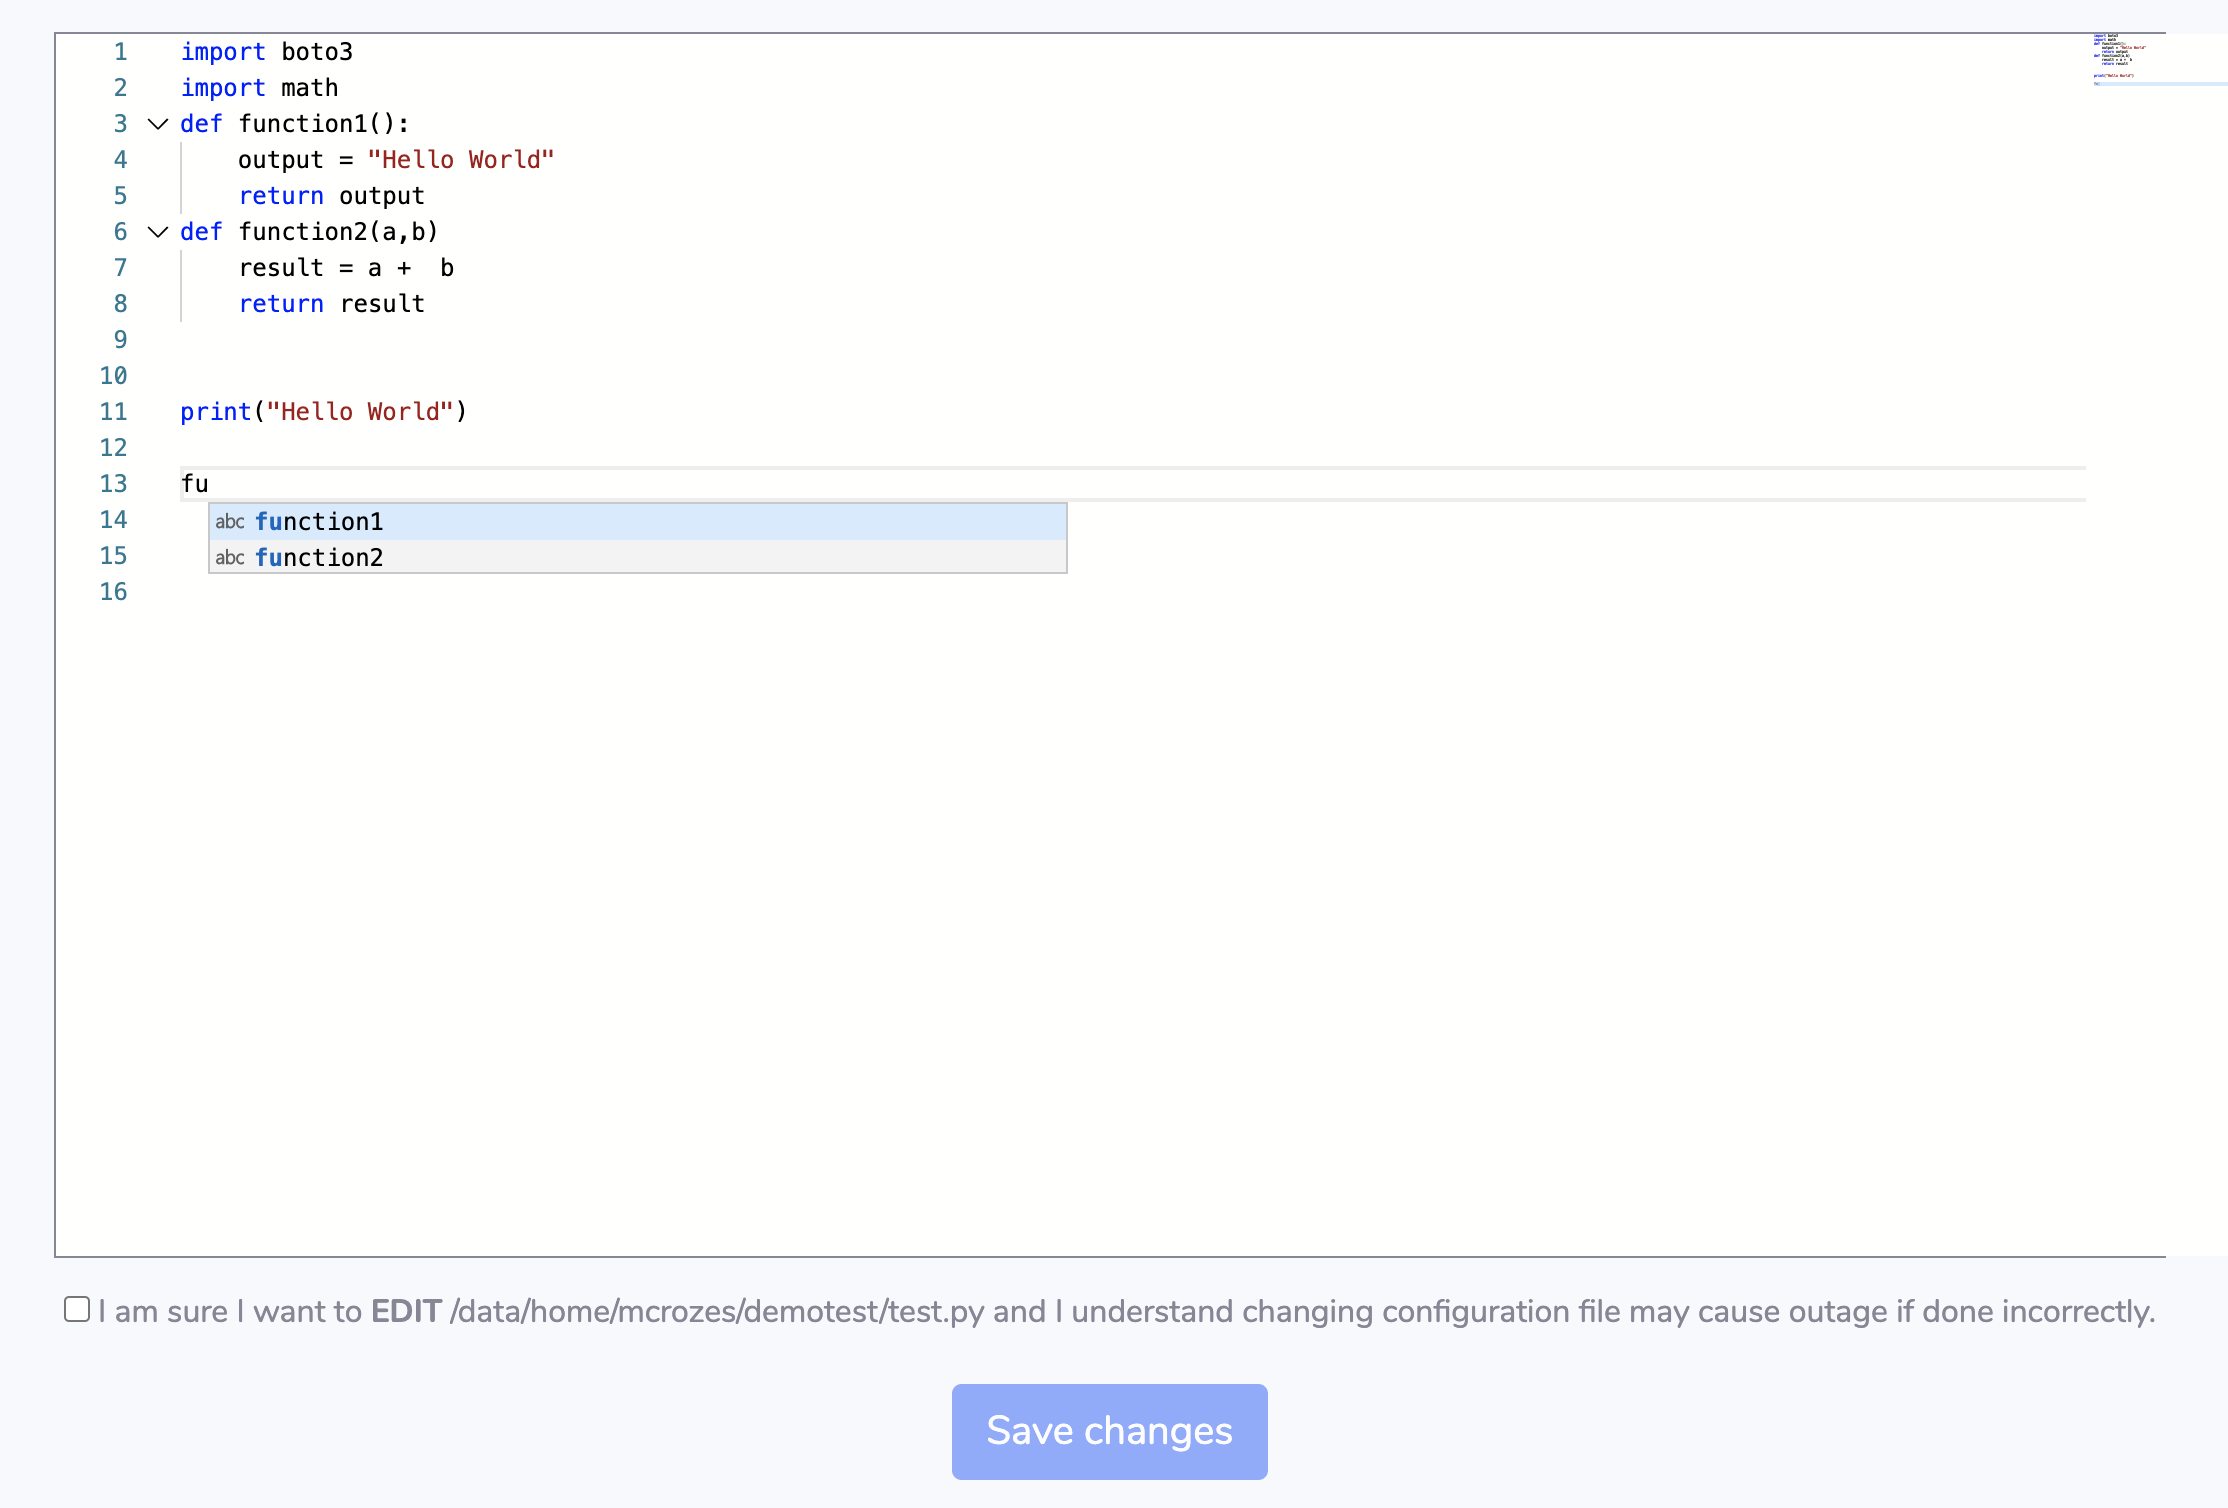 1 import boto3
2 import math
3 def function1():
4     output = "Hello World"
5     return output
6 def function2(a,b)
7     result = a +  b
8     return result
9
10
11 print("Hello World")
12
13 fu
14 abc function1
15 abc function2
16
I am sure I want to EDIT /data/home/mcrozes/demotest/test.py and I understand changing configuration file may cause outage if done incorrectly.
Save changes